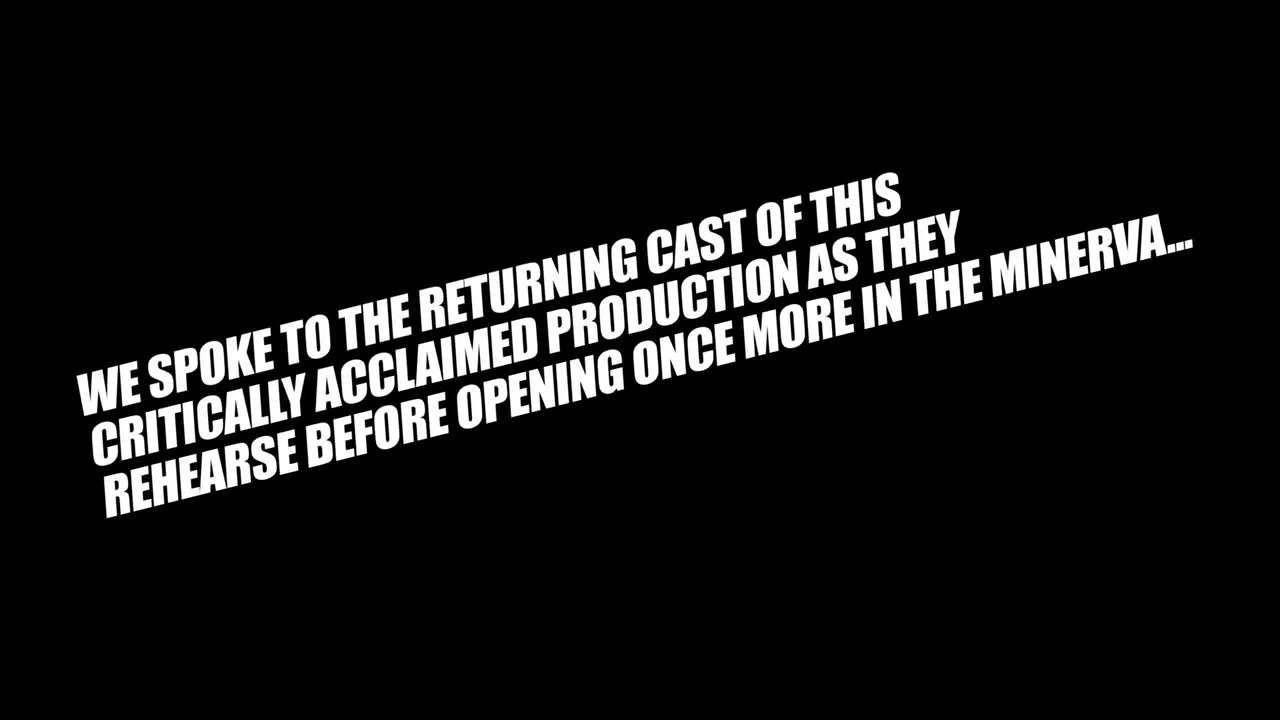 WE SPOKE TO THE RETURNING CAST OF THIS
CRITICALLY ACCLAIMED PRODUCTION AS THEY
REHEARSE BEFORE OPENING ONCE MORE IN THE MINERVA...